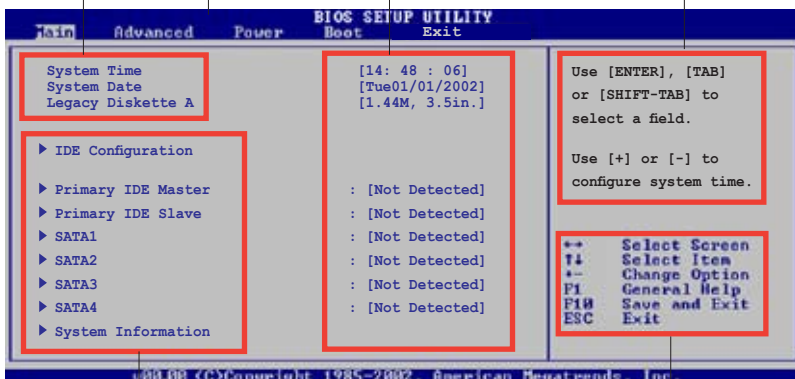 BIOS SETUP UTILITY
Main Advanced Power Boot Exit
System Time [14: 48 : 06]
System Date [Tue01/01/2002]
Legacy Diskette A [1.44M, 3.5in.]
IDE Configuration
Primary IDE Master : [Not Detected]
Primary IDE Slave : [Not Detected]
SATA1 : [Not Detected]
SATA2 : [Not Detected]
SATA3 : [Not Detected]
SATA4 : [Not Detected]
System Information
Use [ENTER], [TAB]
or [SHIFT-TAB] to
select a field.
Use [+] or [-] to
configure system time.
←→ Select Screen
↑↓ Select Item
+- Change Option
F1 General Help
F10 Save and Exit
ESC Exit
v00.00 (C)Copyright 1985-2002, American Megatrends, Inc.